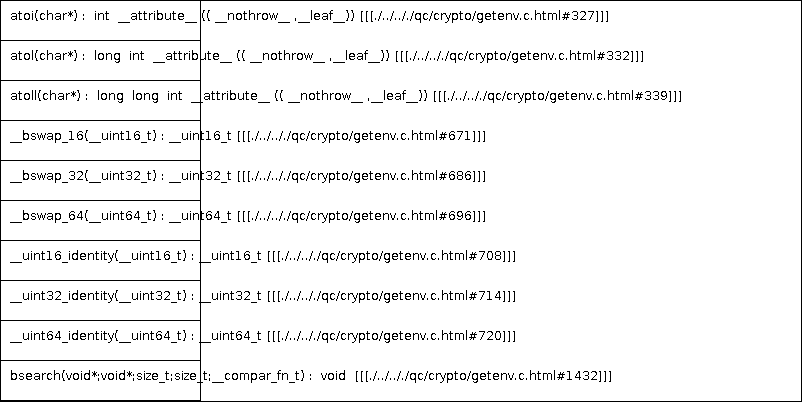 atoi(char*) : int __attribute__ (( __nothrow__ ,__leaf__)) [[[./../.././qc/crypto/getenv.c.html#327]]]
atol(char*) : long int __attribute__ (( __nothrow__ ,__leaf__)) [[[./../.././qc/crypto/getenv.c.html#332]]]
atoll(char*) : long long int __attribute__ (( __nothrow__ ,__leaf__)) [[[./../.././qc/crypto/getenv.c.html#339]]]
__bswap_16(__uint16_t) : __uint16_t [[[./../.././qc/crypto/getenv.c.html#671]]]
__bswap_32(__uint32_t) : __uint32_t [[[./../.././qc/crypto/getenv.c.html#686]]]
__bswap_64(__uint64_t) : __uint64_t [[[./../.././qc/crypto/getenv.c.html#696]]]
__uint16_identity(__uint16_t) : __uint16_t [[[./../.././qc/crypto/getenv.c.html#708]]]
__uint32_identity(__uint32_t) : __uint32_t [[[./../.././qc/crypto/getenv.c.html#714]]]
__uint64_identity(__uint64_t) : __uint64_t [[[./../.././qc/crypto/getenv.c.html#720]]]
bsearch(void*;void*;size_t;size_t;__compar_fn_t) : void [[[./../.././qc/crypto/getenv.c.html#1432]]]